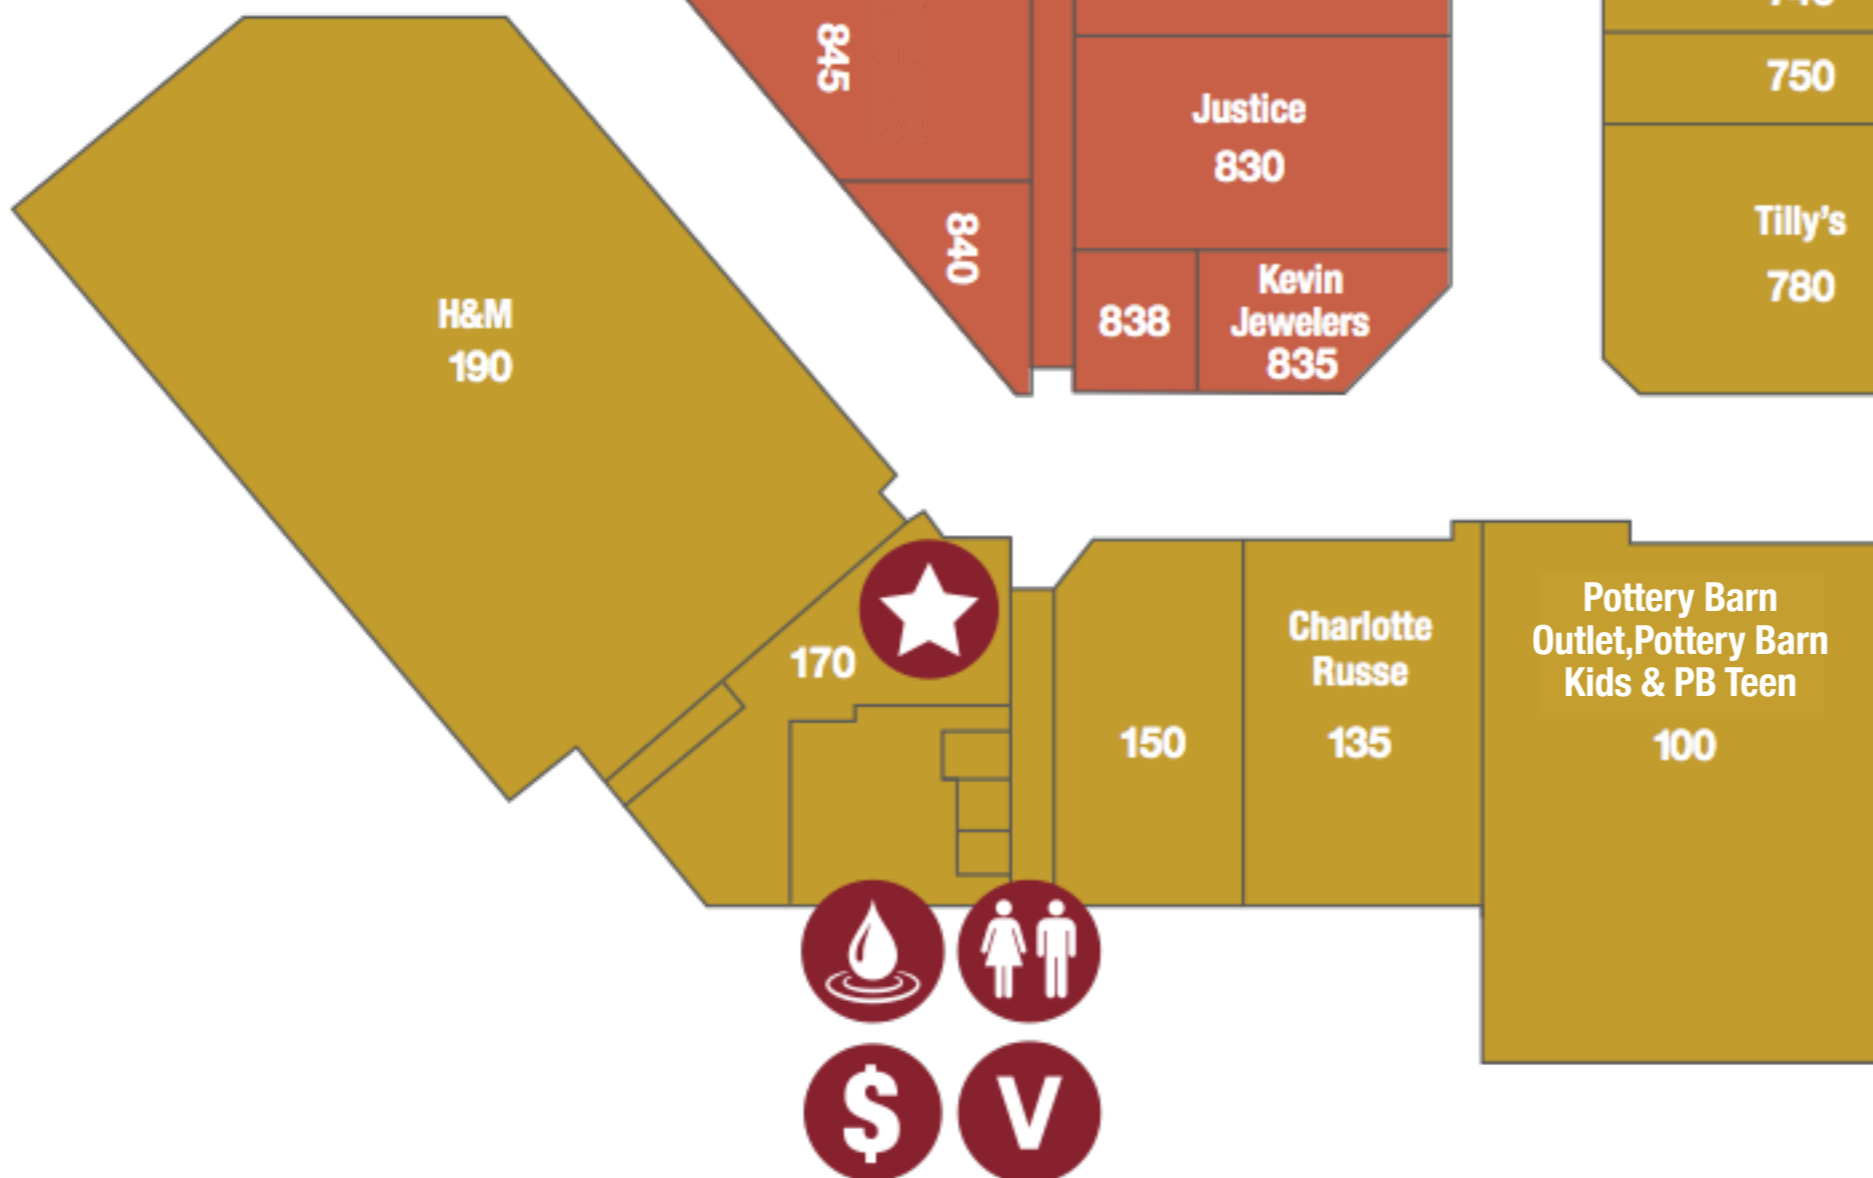 845
840
Justice
830
838
Kevin
Jewelers
835
750
Tilly’s
780
H&M
190
170
150
Charlotte
Russe
135
Pottery Barn
Outlet,Pottery Barn
Kids & PB Teen
100
$
V